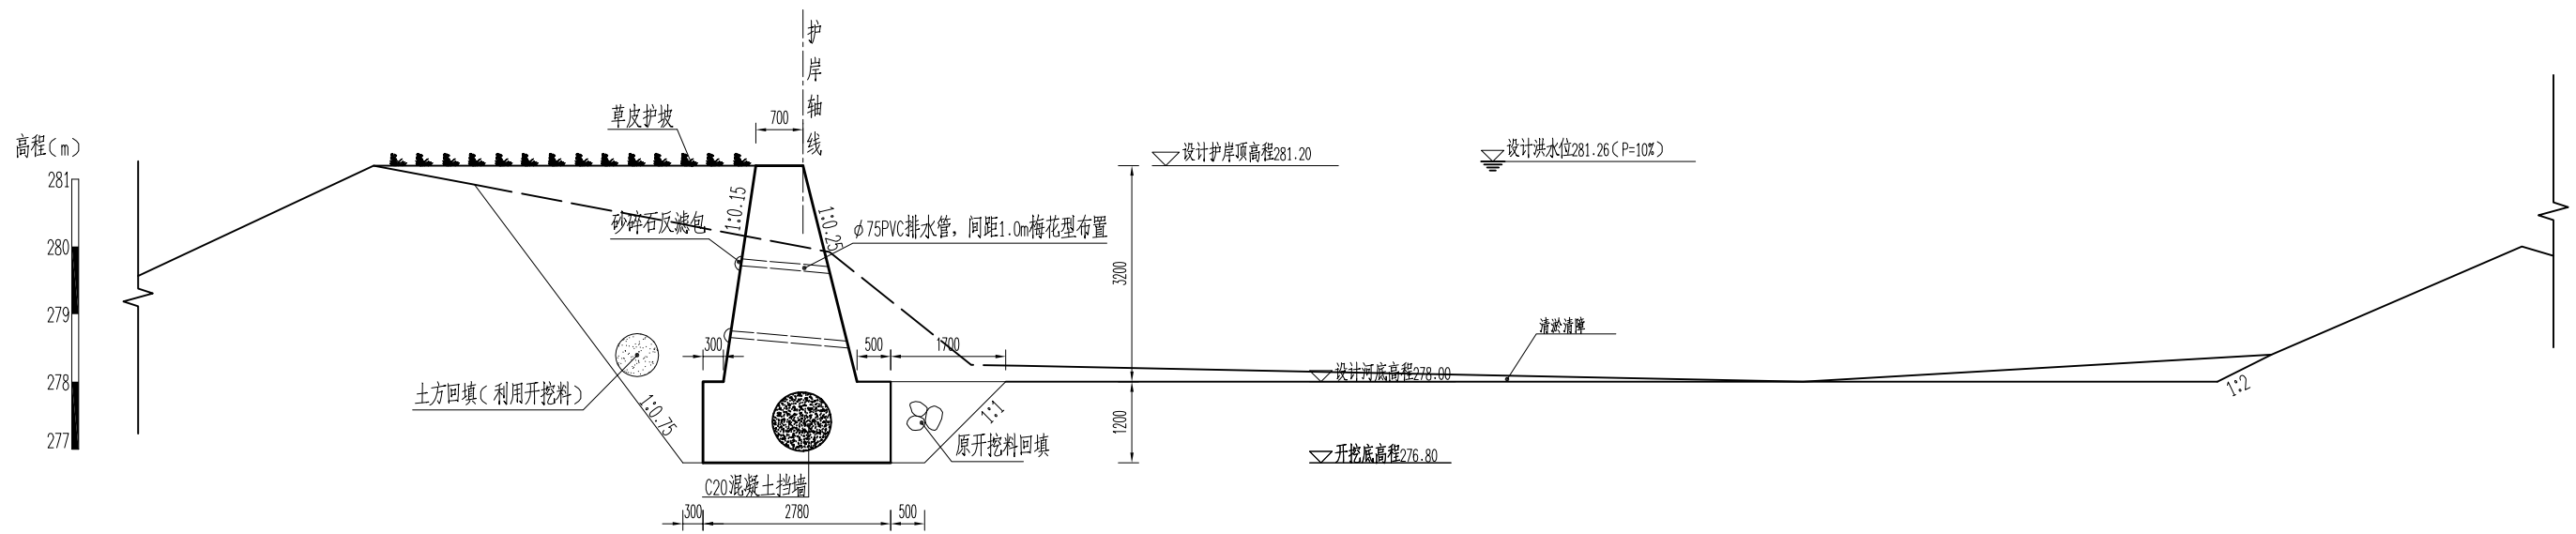 护岸轴线
700
草皮护坡
高程(m)
设计护岸顶高程281.20
设计洪水位281.26(P=10%)
281
1:0.15
砂碎石反滤包
1:0.25
φ75PVC排水管，间距1.0m梅花型布置
280
3200
279
清淤清障
300
500
1700
设计河底高程278.00
278
土方回填(利用开挖料)
1:0.75
1:1
1:2
1200
277
原开挖料回填
开挖底高程276.80
C20混凝土挡墙
300
2780
500